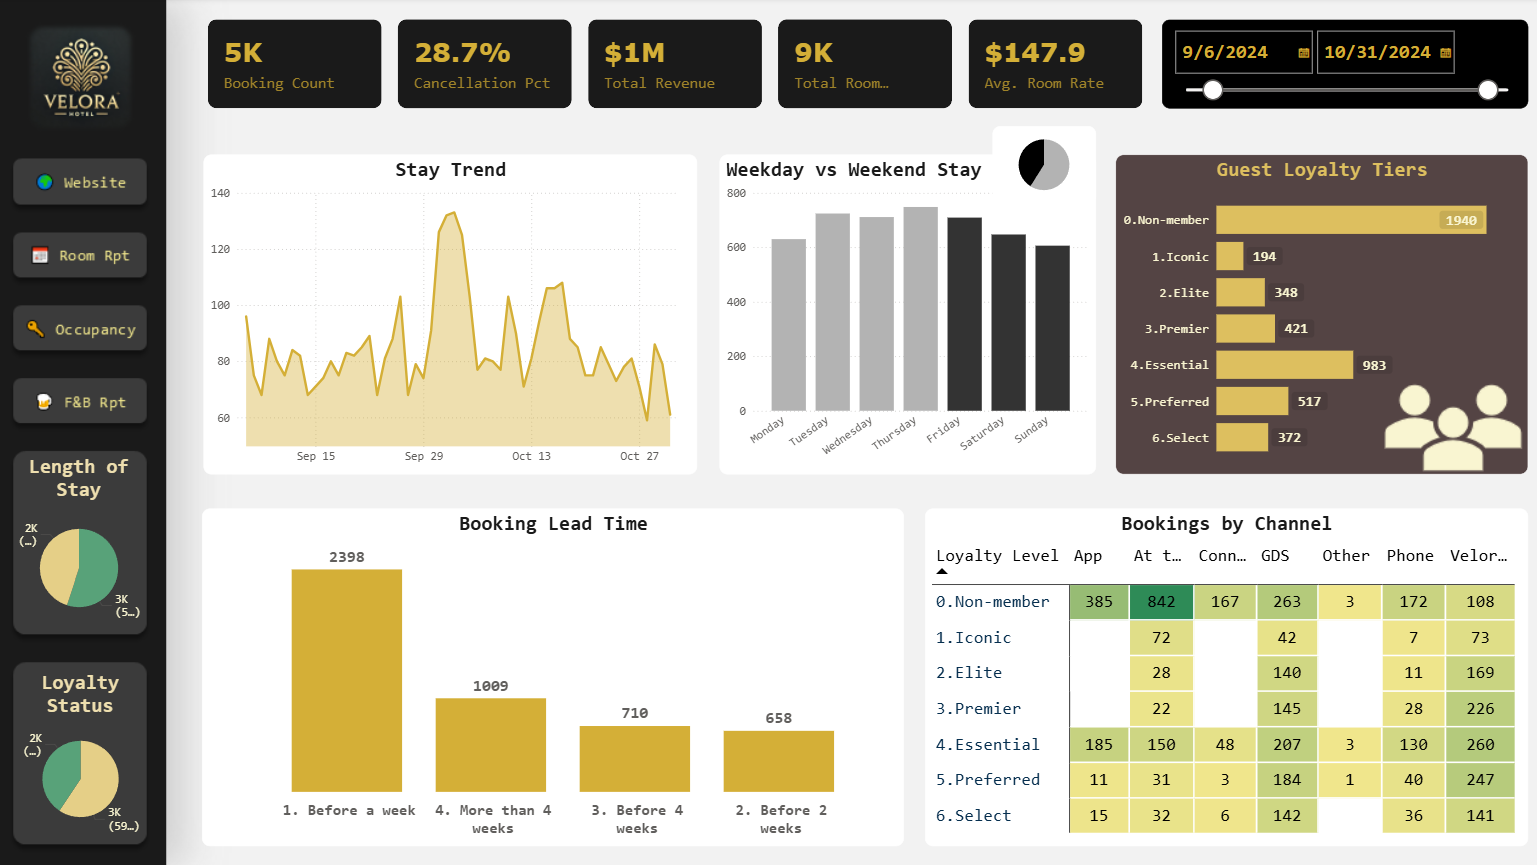 VELORA
HOTEL
Website
Room Rpt
Occupancy
F&B Rpt
Length of
Stay
2K
(…)
3K
(5…)
Loyalty
Status
2K
(…)
3K
(59…)
5K
Booking Count
28.7%
Cancellation Pct
$1M
Total Revenue
9K
Total Room…
$147.9
Avg. Room Rate
9/6/2024
10/31/2024
Stay Trend
140
120
100
80
60
Sep 15
Sep 29
Oct 13
Oct 27
Weekday vs Weekend Stay
800
600
400
200
0
Monday
Tuesday
Wednesday
Thursday
Friday
Saturday
Sunday
Guest Loyalty Tiers
0.Non-member 1940
1.Iconic 194
2.Elite 348
3.Premier 421
4.Essential 983
5.Preferred 517
6.Select 372
Booking Lead Time
2398
1009
710
658
1. Before a week
4. More than 4
weeks
3. Before 4
weeks
2. Before 2
weeks
Bookings by Channel
Loyalty Level App At t… Conn… GDS Other Phone Velor…
0.Non-member 385 842 167 263 3 172 108
1.Iconic 72 42 7 73
2.Elite 28 140 11 169
3.Premier 22 145 28 226
4.Essential 185 150 48 207 3 130 260
5.Preferred 11 31 3 184 1 40 247
6.Select 15 32 6 142 36 141